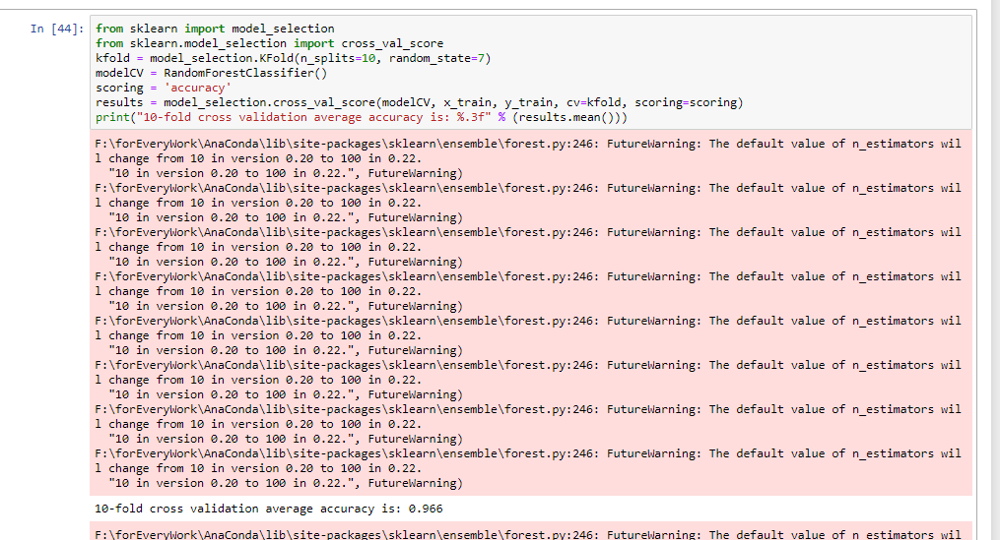 In [44]: from sklearn import model_selection
from sklearn.model_selection import cross_val_score
kfold = model_selection.KFold(n_splits=10, random_state=7)
modelCV = RandomForestClassifier()
scoring = 'accuracy'
results = model_selection.cross_val_score(modelCV, x_train, y_train, cv=kfold, scoring=scoring)
print("10-fold cross validation average accuracy is: %.3f" % (results.mean()))
F:\forEveryWork\AnaConda\lib\site-packages\sklearn\ensemble\forest.py:246: FutureWarning: The default value of n_estimators wil
l change from 10 in version 0.20 to 100 in 0.22.
  "10 in version 0.20 to 100 in 0.22.", FutureWarning)
F:\forEveryWork\AnaConda\lib\site-packages\sklearn\ensemble\forest.py:246: FutureWarning: The default value of n_estimators wil
l change from 10 in version 0.20 to 100 in 0.22.
  "10 in version 0.20 to 100 in 0.22.", FutureWarning)
F:\forEveryWork\AnaConda\lib\site-packages\sklearn\ensemble\forest.py:246: FutureWarning: The default value of n_estimators wil
l change from 10 in version 0.20 to 100 in 0.22.
  "10 in version 0.20 to 100 in 0.22.", FutureWarning)
F:\forEveryWork\AnaConda\lib\site-packages\sklearn\ensemble\forest.py:246: FutureWarning: The default value of n_estimators wil
l change from 10 in version 0.20 to 100 in 0.22.
  "10 in version 0.20 to 100 in 0.22.", FutureWarning)
F:\forEveryWork\AnaConda\lib\site-packages\sklearn\ensemble\forest.py:246: FutureWarning: The default value of n_estimators wil
l change from 10 in version 0.20 to 100 in 0.22.
  "10 in version 0.20 to 100 in 0.22.", FutureWarning)
F:\forEveryWork\AnaConda\lib\site-packages\sklearn\ensemble\forest.py:246: FutureWarning: The default value of n_estimators wil
l change from 10 in version 0.20 to 100 in 0.22.
  "10 in version 0.20 to 100 in 0.22.", FutureWarning)
F:\forEveryWork\AnaConda\lib\site-packages\sklearn\ensemble\forest.py:246: FutureWarning: The default value of n_estimators wil
l change from 10 in version 0.20 to 100 in 0.22.
  "10 in version 0.20 to 100 in 0.22.", FutureWarning)
F:\forEveryWork\AnaConda\lib\site-packages\sklearn\ensemble\forest.py:246: FutureWarning: The default value of n_estimators wil
l change from 10 in version 0.20 to 100 in 0.22.
  "10 in version 0.20 to 100 in 0.22.", FutureWarning)
10-fold cross validation average accuracy is: 0.966
F:\forEveryWork\AnaConda\lib\site-packages\sklearn\ensemble\forest.py:246: FutureWarning: The default value of n_estimators wil